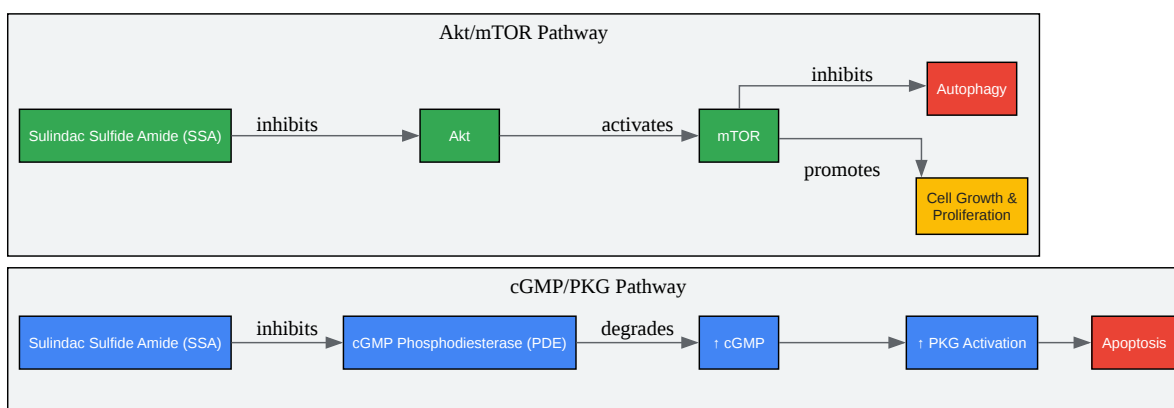 Akt/mTOR Pathway
inhibits
Autophagy
Sulindac Sulfide Amide (SSA)
inhibits
Akt
activates
mTOR
promotes
Cell Growth &
Proliferation
cGMP/PKG Pathway
Sulindac Sulfide Amide (SSA)
inhibits
cGMP Phosphodiesterase (PDE)
degrades
↑ cGMP
↑ PKG Activation
Apoptosis